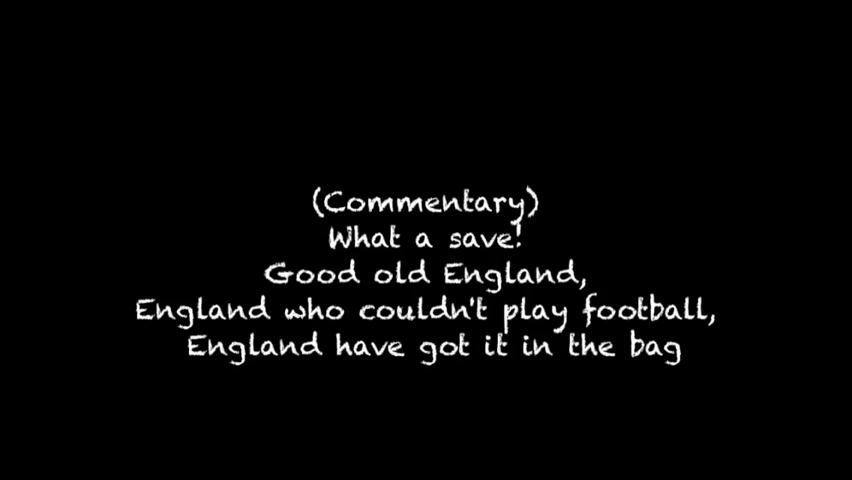 (Commentary)
What a save!
Good old England,
England who couldn't play football,
England have got it in the bag